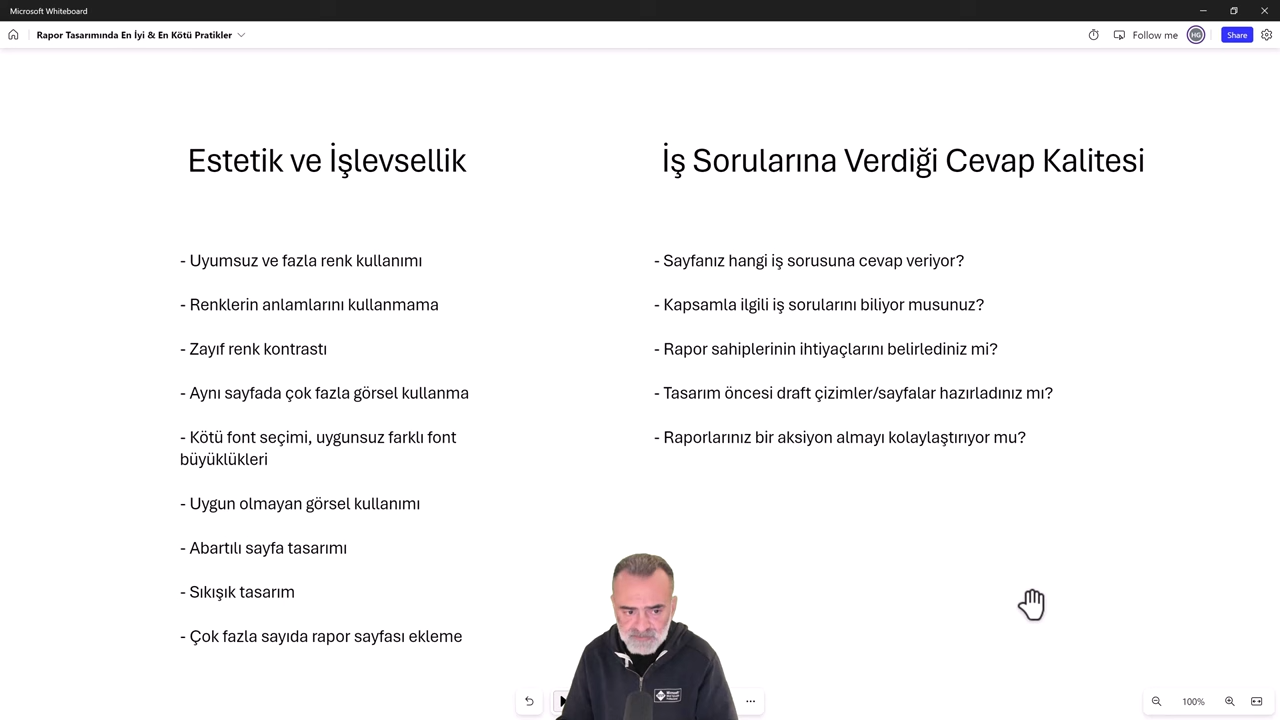 Microsoft Whiteboard
Rapor Tasarımında En İyi & En Kötü Pratikler
Follow me
HG
Share
Estetik ve İşlevsellik
- Uyumsuz ve fazla renk kullanımı
- Renklerin anlamlarını kullanmama
- Zayıf renk kontrastı
- Aynı sayfada çok fazla görsel kullanma
- Kötü font seçimi, uygunsuz farklı font
büyüklükleri
- Uygun olmayan görsel kullanımı
- Abartılı sayfa tasarımı
- Sıkışık tasarım
- Çok fazla sayıda rapor sayfası ekleme
İş Sorularına Verdiği Cevap Kalitesi
- Sayfanız hangi iş sorusuna cevap veriyor?
- Kapsamla ilgili iş sorularını biliyor musunuz?
- Rapor sahiplerinin ihtiyaçlarını belirlediniz mi?
- Tasarım öncesi draft çizimler/sayfalar hazırladınız mı?
- Raporlarınız bir aksiyon almayı kolaylaştırıyor mu?
100%